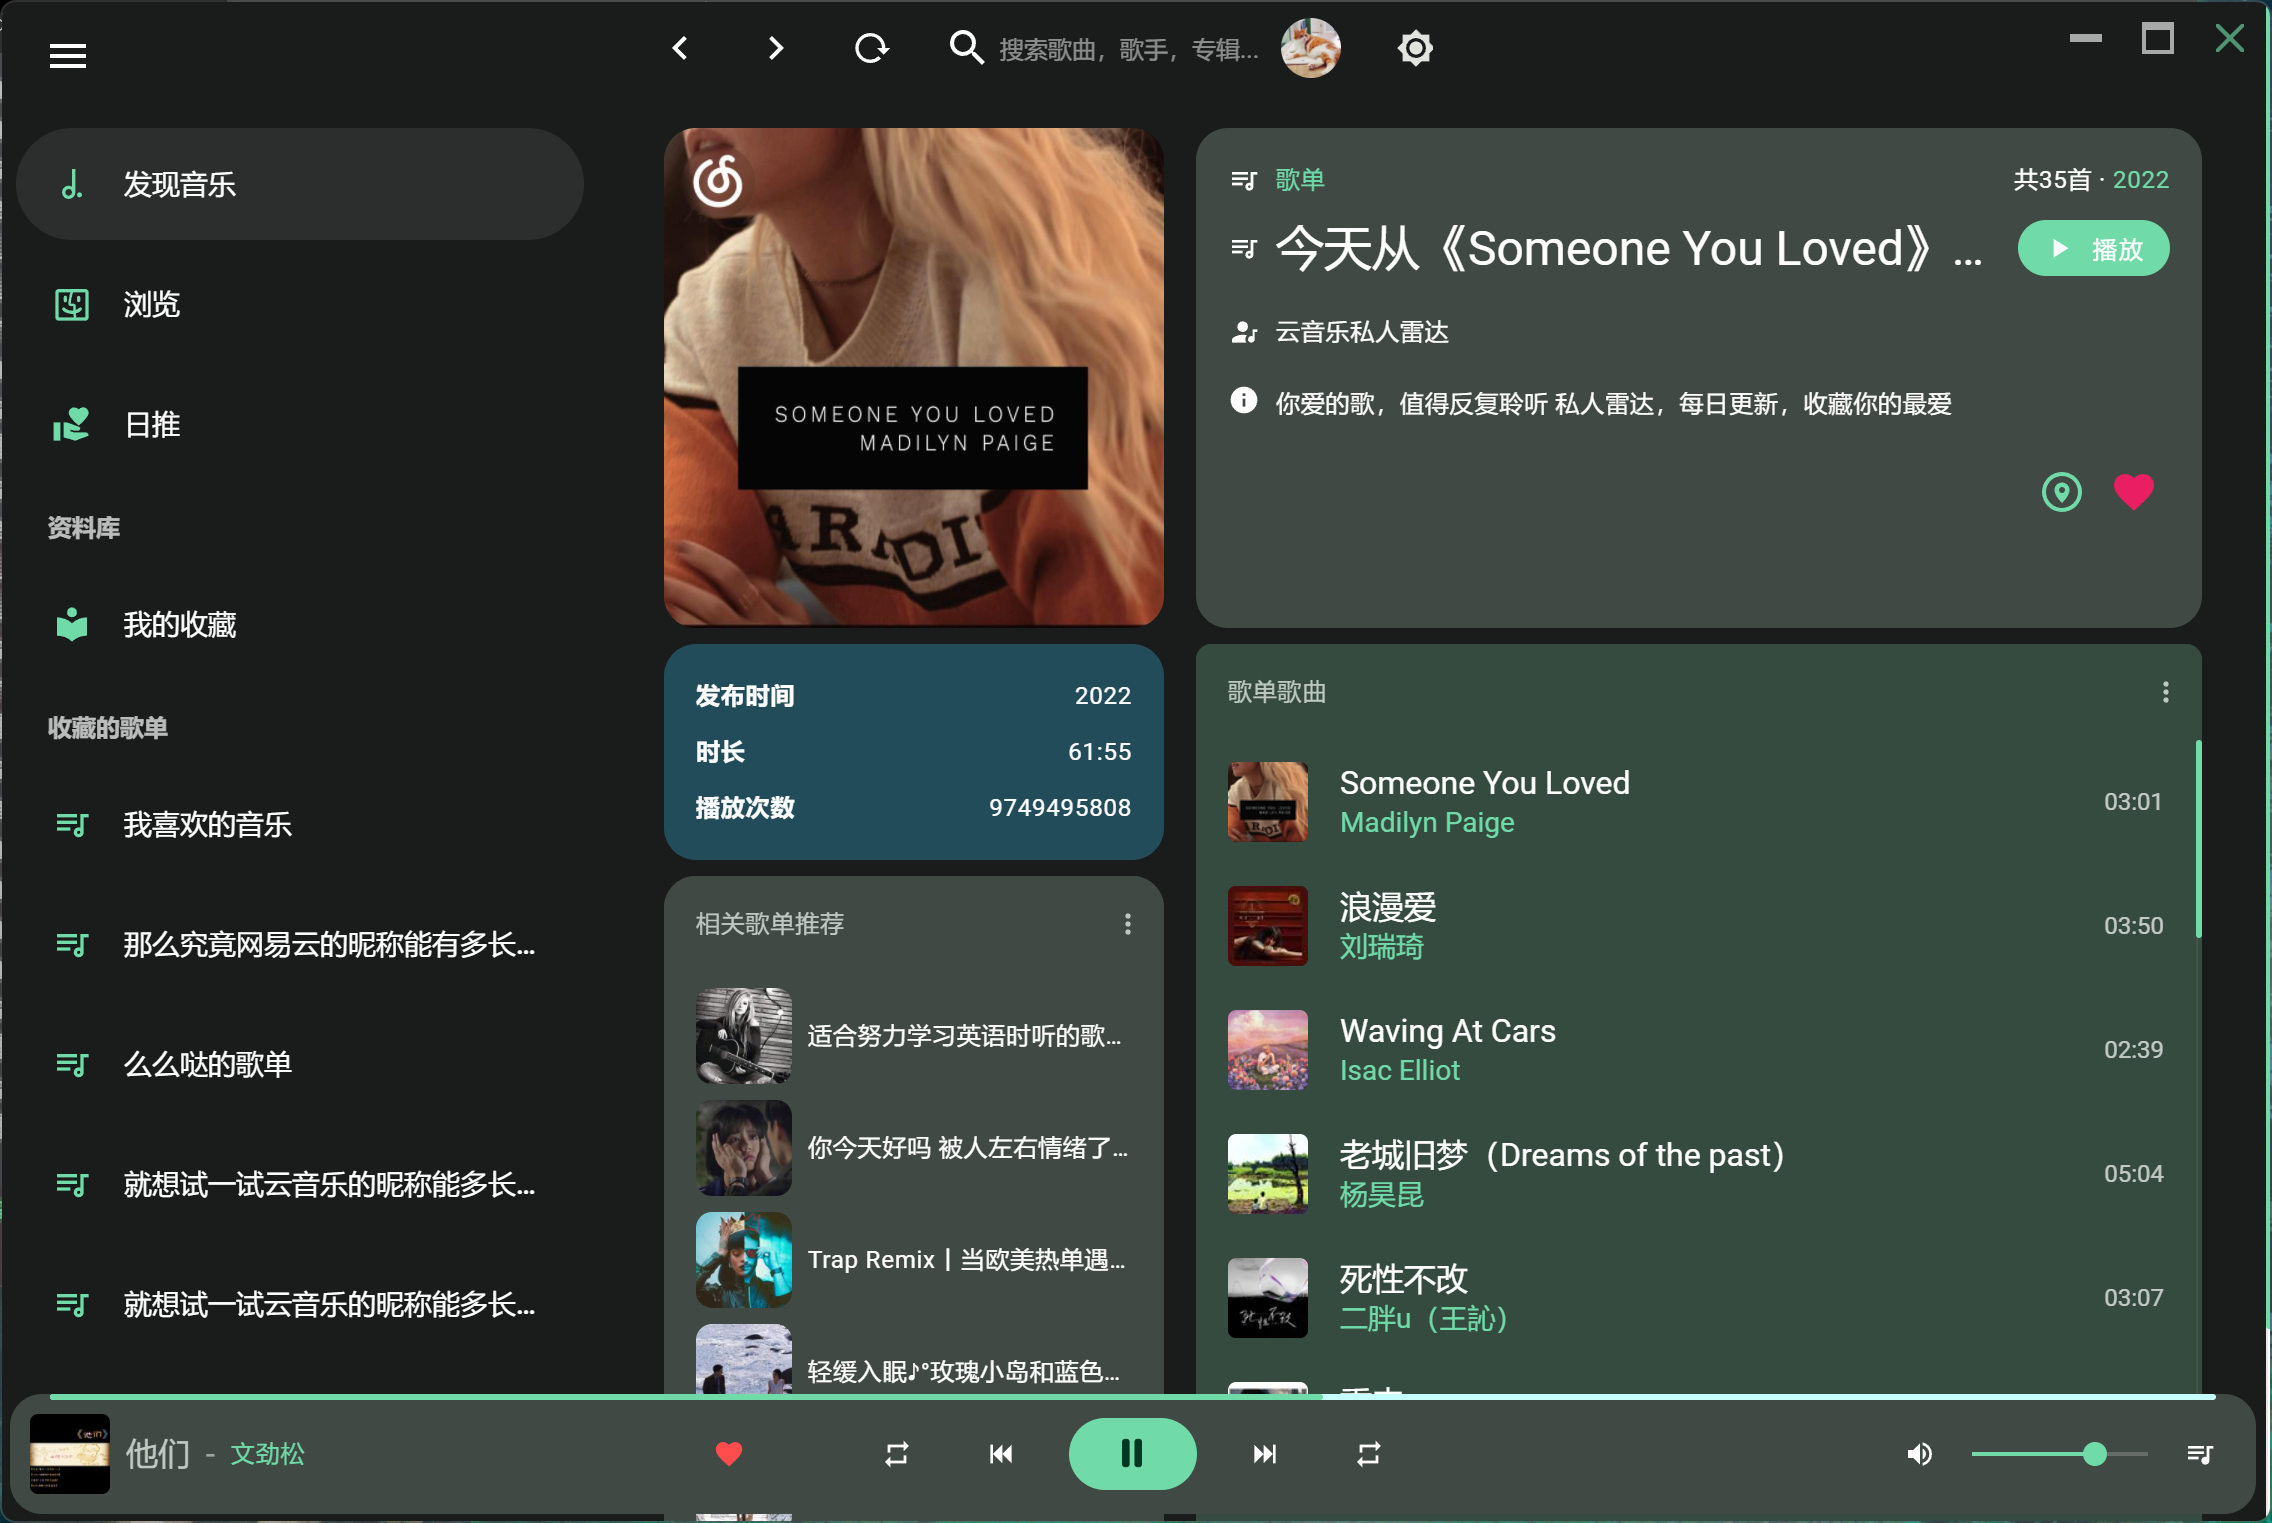 搜索歌曲，歌手，专辑...
发现音乐
浏览
日推
资料库
我的收藏
收藏的歌单
我喜欢的音乐
那么究竟网易云的昵称能有多长...
么么哒的歌单
就想试一试云音乐的昵称能多长...
就想试一试云音乐的昵称能多长...
SOMEONE YOU LOVED
MADILYN PAIGE
发布时间 2022
时长 61:55
播放次数 9749495808
相关歌单推荐
适合努力学习英语时听的歌...
你今天好吗 被人左右情绪了...
Trap Remix丨当欧美热单遇...
轻缓入眠♪°玫瑰小岛和蓝色...
歌单 共35首 · 2022
今天从《Someone You Loved》... 播放
云音乐私人雷达
你爱的歌，值得反复聆听 私人雷达，每日更新，收藏你的最爱
歌单歌曲
Someone You Loved
Madilyn Paige
03:01
浪漫爱
刘瑞琦
03:50
Waving At Cars
Isac Elliot
02:39
老城旧梦（Dreams of the past）
杨昊昆
05:04
死性不改
二胖u（王訫）
03:07
他们 - 文劲松